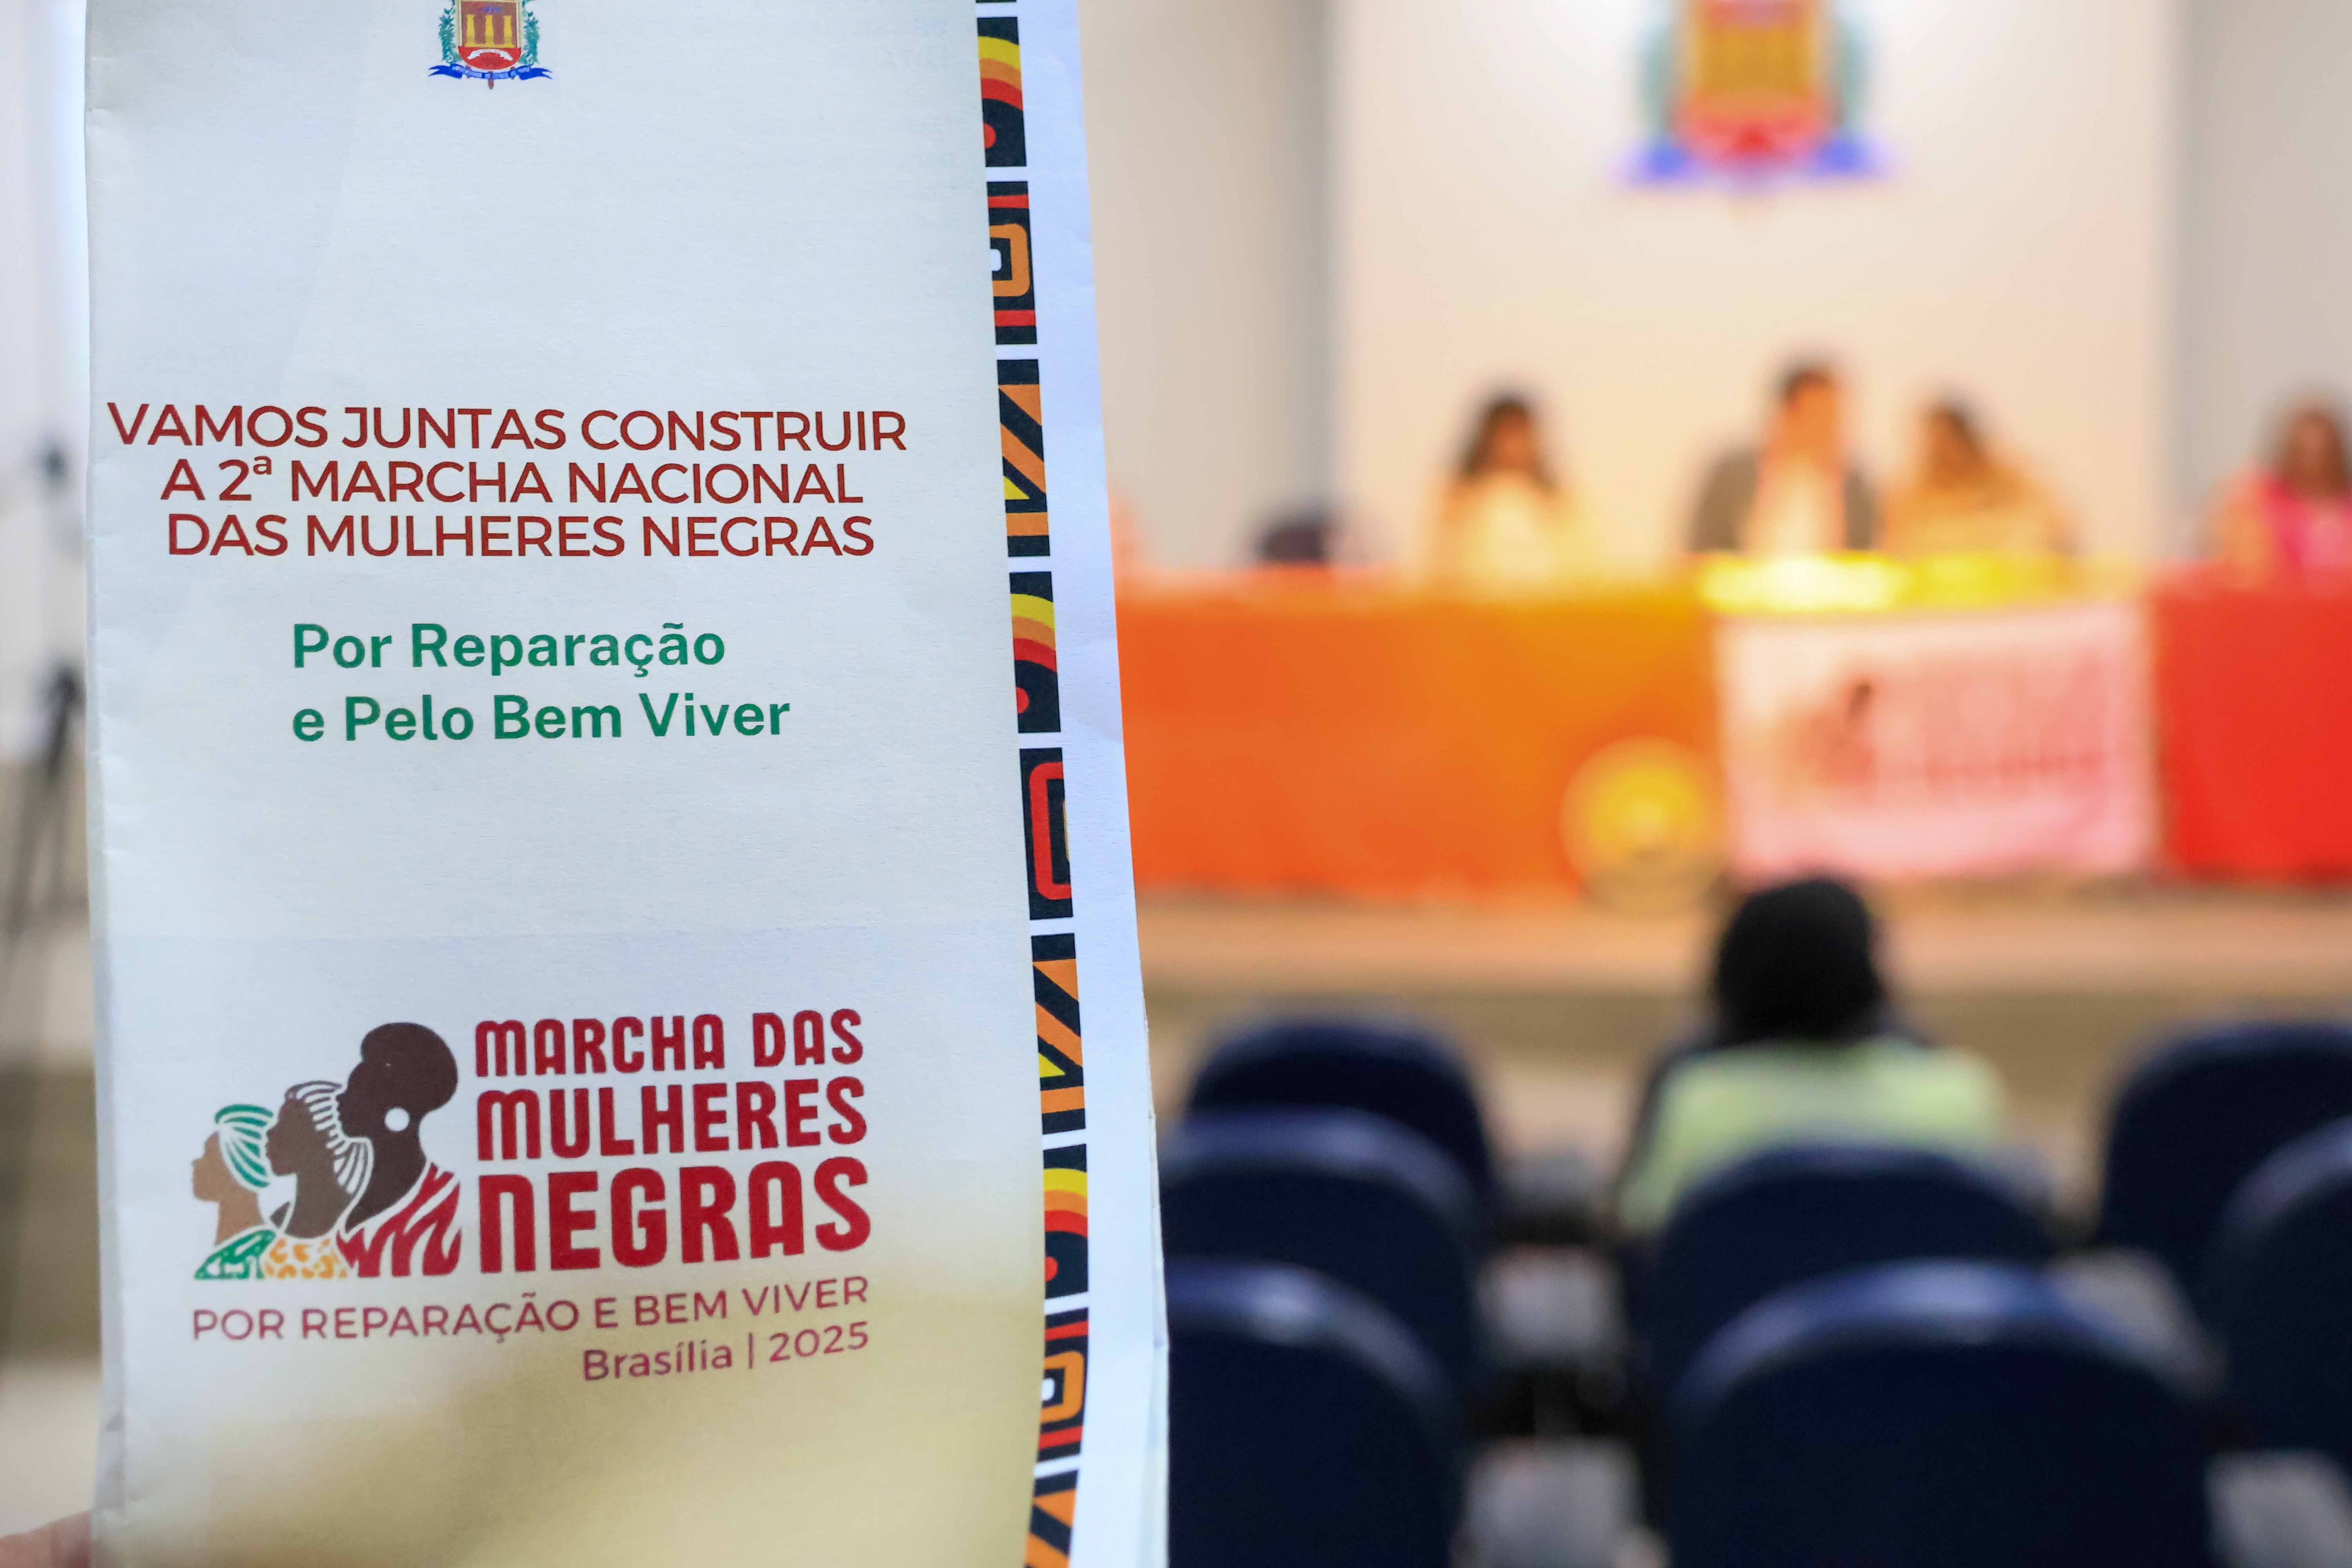 VAMOS JUNTAS CONSTRUIR
A 2ª MARCHA NACIONAL
DAS MULHERES NEGRAS
Por Reparação
e Pelo Bem Viver
MARCHA DAS
MULHERES
NEGRAS
POR REPARAÇÃO E BEM VIVER
Brasília | 2025